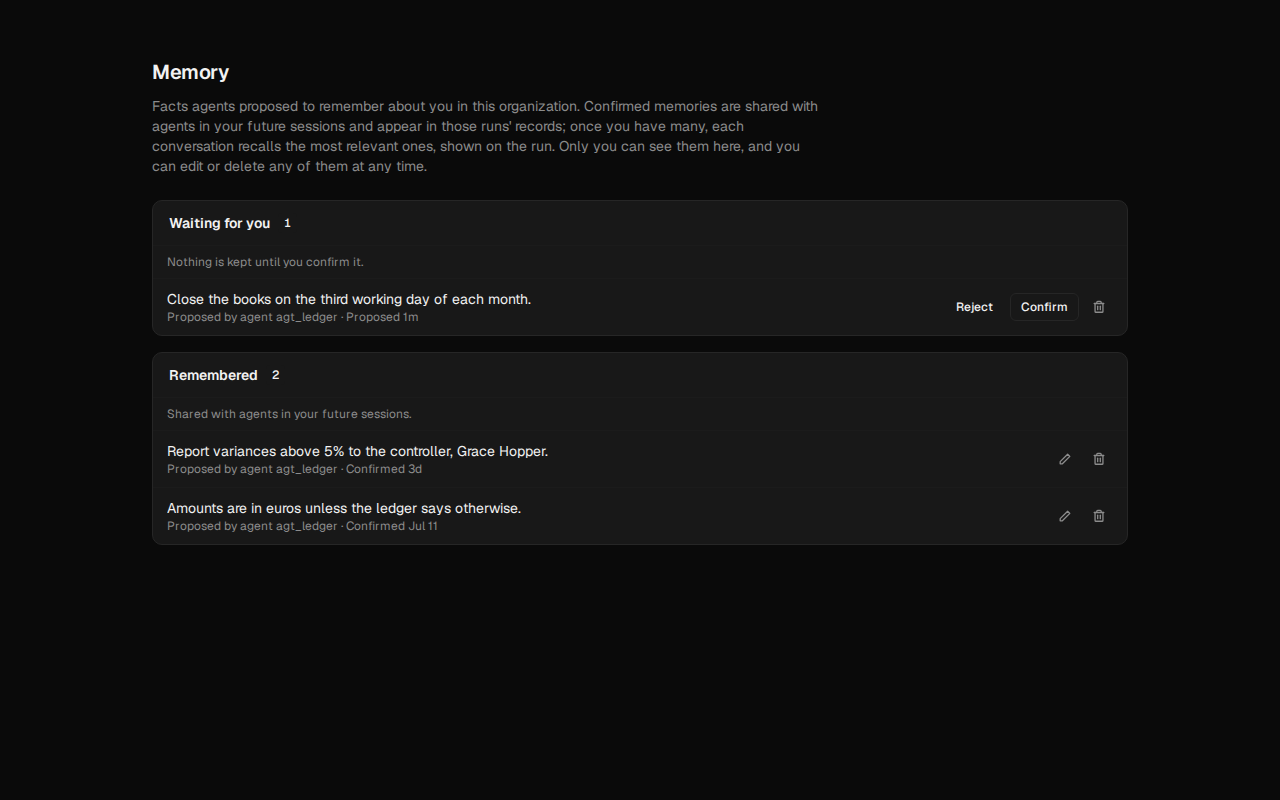 Memory
Facts agents proposed to remember about you in this organization. Confirmed memories are shared with
agents in your future sessions and appear in those runs' records; once you have many, each
conversation recalls the most relevant ones, shown on the run. Only you can see them here, and you
can edit or delete any of them at any time.
Waiting for you 1
Nothing is kept until you confirm it.
Close the books on the third working day of each month.
Proposed by agent agt_ledger · Proposed 1m
Reject Confirm
Remembered 2
Shared with agents in your future sessions.
Report variances above 5% to the controller, Grace Hopper.
Proposed by agent agt_ledger · Confirmed 3d
Amounts are in euros unless the ledger says otherwise.
Proposed by agent agt_ledger · Confirmed Jul 11